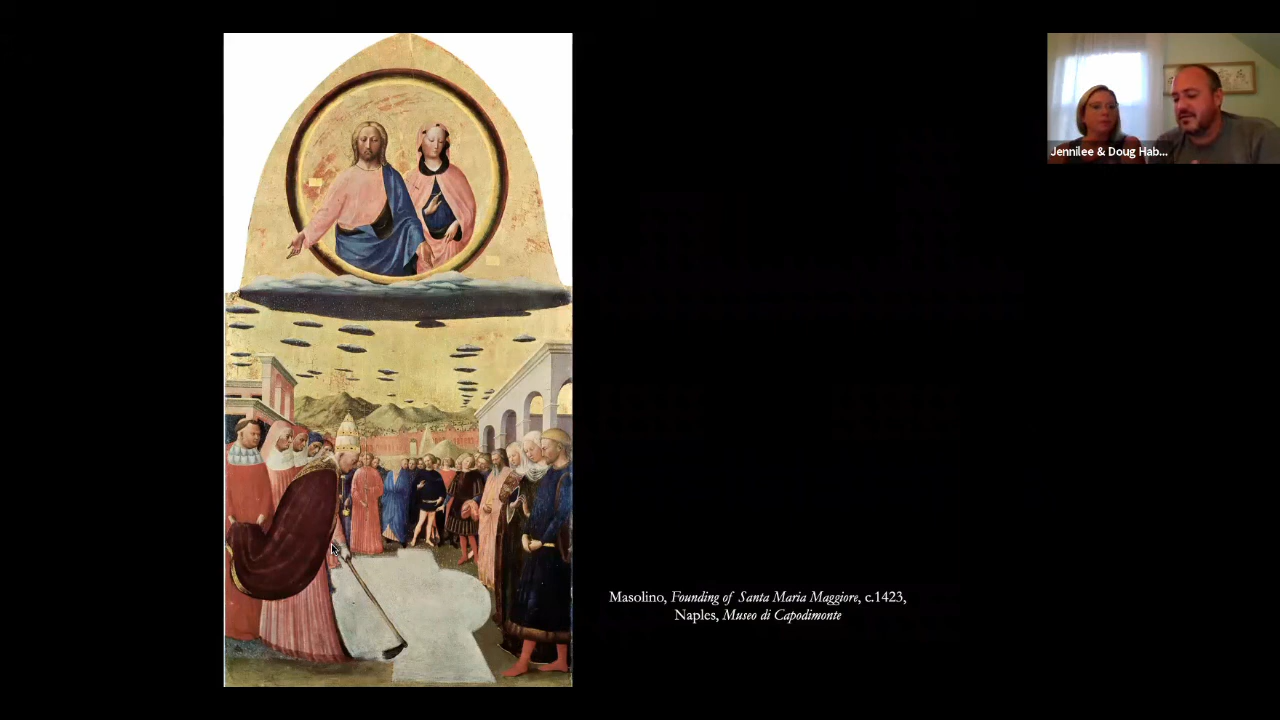 Jennilee & Doug Hab...
Masolino, Founding of Santa Maria Maggiore, c.1423,
Naples, Museo di Capodimonte